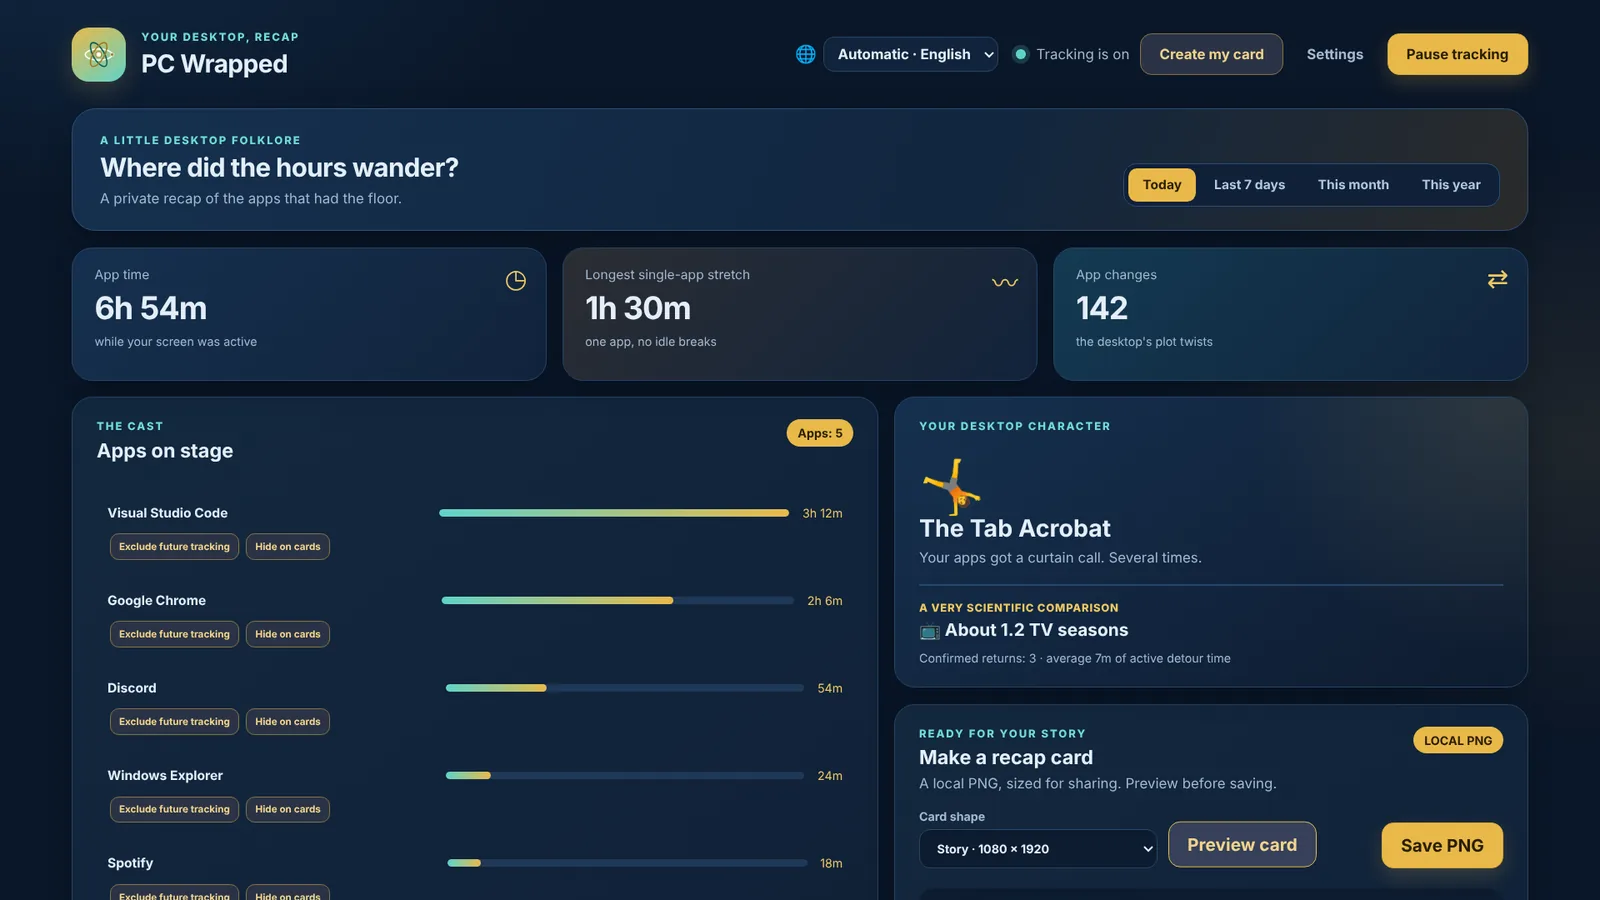 YOUR DESKTOP, RECAP
PC Wrapped
Automatic · English
Tracking is on
Create my card
Settings
Pause tracking
A LITTLE DESKTOP FOLKLORE
Where did the hours wander?
A private recap of the apps that had the floor.
Today
Last 7 days
This month
This year
App time
6h 54m
while your screen was active
Longest single-app stretch
1h 30m
one app, no idle breaks
App changes
142
the desktop's plot twists
THE CAST
Apps on stage
Apps: 5
Visual Studio Code
3h 12m
Exclude future tracking
Hide on cards
Google Chrome
2h 6m
Exclude future tracking
Hide on cards
Discord
54m
Exclude future tracking
Hide on cards
Windows Explorer
24m
Exclude future tracking
Hide on cards
Spotify
18m
Exclude future tracking
Hide on cards
YOUR DESKTOP CHARACTER
The Tab Acrobat
Your apps got a curtain call. Several times.
A VERY SCIENTIFIC COMPARISON
About 1.2 TV seasons
Confirmed returns: 3 · average 7m of active detour time
READY FOR YOUR STORY
Make a recap card
LOCAL PNG
A local PNG, sized for sharing. Preview before saving.
Card shape
Story · 1080 × 1920
Preview card
Save PNG